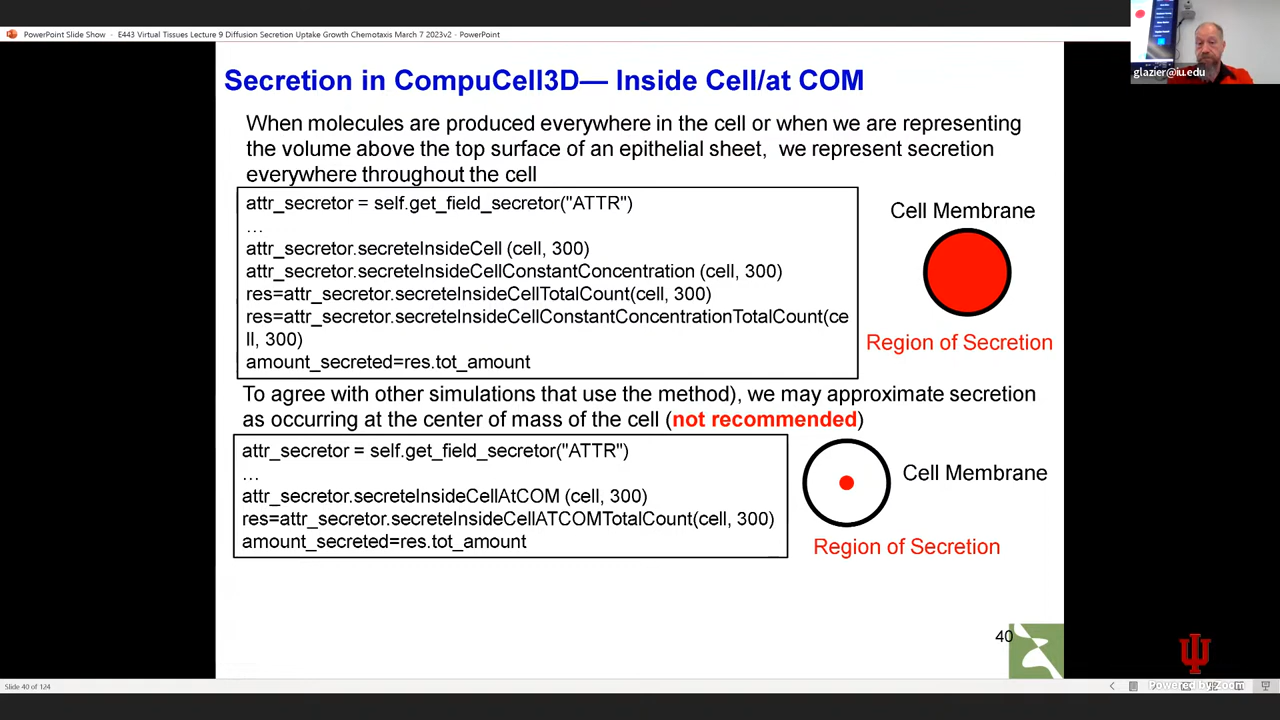 PowerPoint Slide Show - E443 Virtual Tissues Lecture 9 Diffusion Secretion Uptake Growth Chemotaxis March 7 2023v2 - PowerPoint
glazier@iu.edu
Secretion in CompuCell3D— Inside Cell/at COM
When molecules are produced everywhere in the cell or when we are representing
the volume above the top surface of an epithelial sheet, we represent secretion
everywhere throughout the cell
attr_secretor = self.get_field_secretor("ATTR")
…
attr_secretor.secreteInsideCell (cell, 300)
attr_secretor.secreteInsideCellConstantConcentration (cell, 300)
res=attr_secretor.secreteInsideCellTotalCount(cell, 300)
res=attr_secretor.secreteInsideCellConstantConcentrationTotalCount(ce
ll, 300)
amount_secreted=res.tot_amount
Cell Membrane
Region of Secretion
To agree with other simulations that use the method), we may approximate secretion
as occurring at the center of mass of the cell (not recommended)
attr_secretor = self.get_field_secretor("ATTR")
…
attr_secretor.secreteInsideCellAtCOM (cell, 300)
res=attr_secretor.secreteInsideCellATCOMTotalCount(cell, 300)
amount_secreted=res.tot_amount
Cell Membrane
Region of Secretion
40
Slide 40 of 124
Powered by Zoom